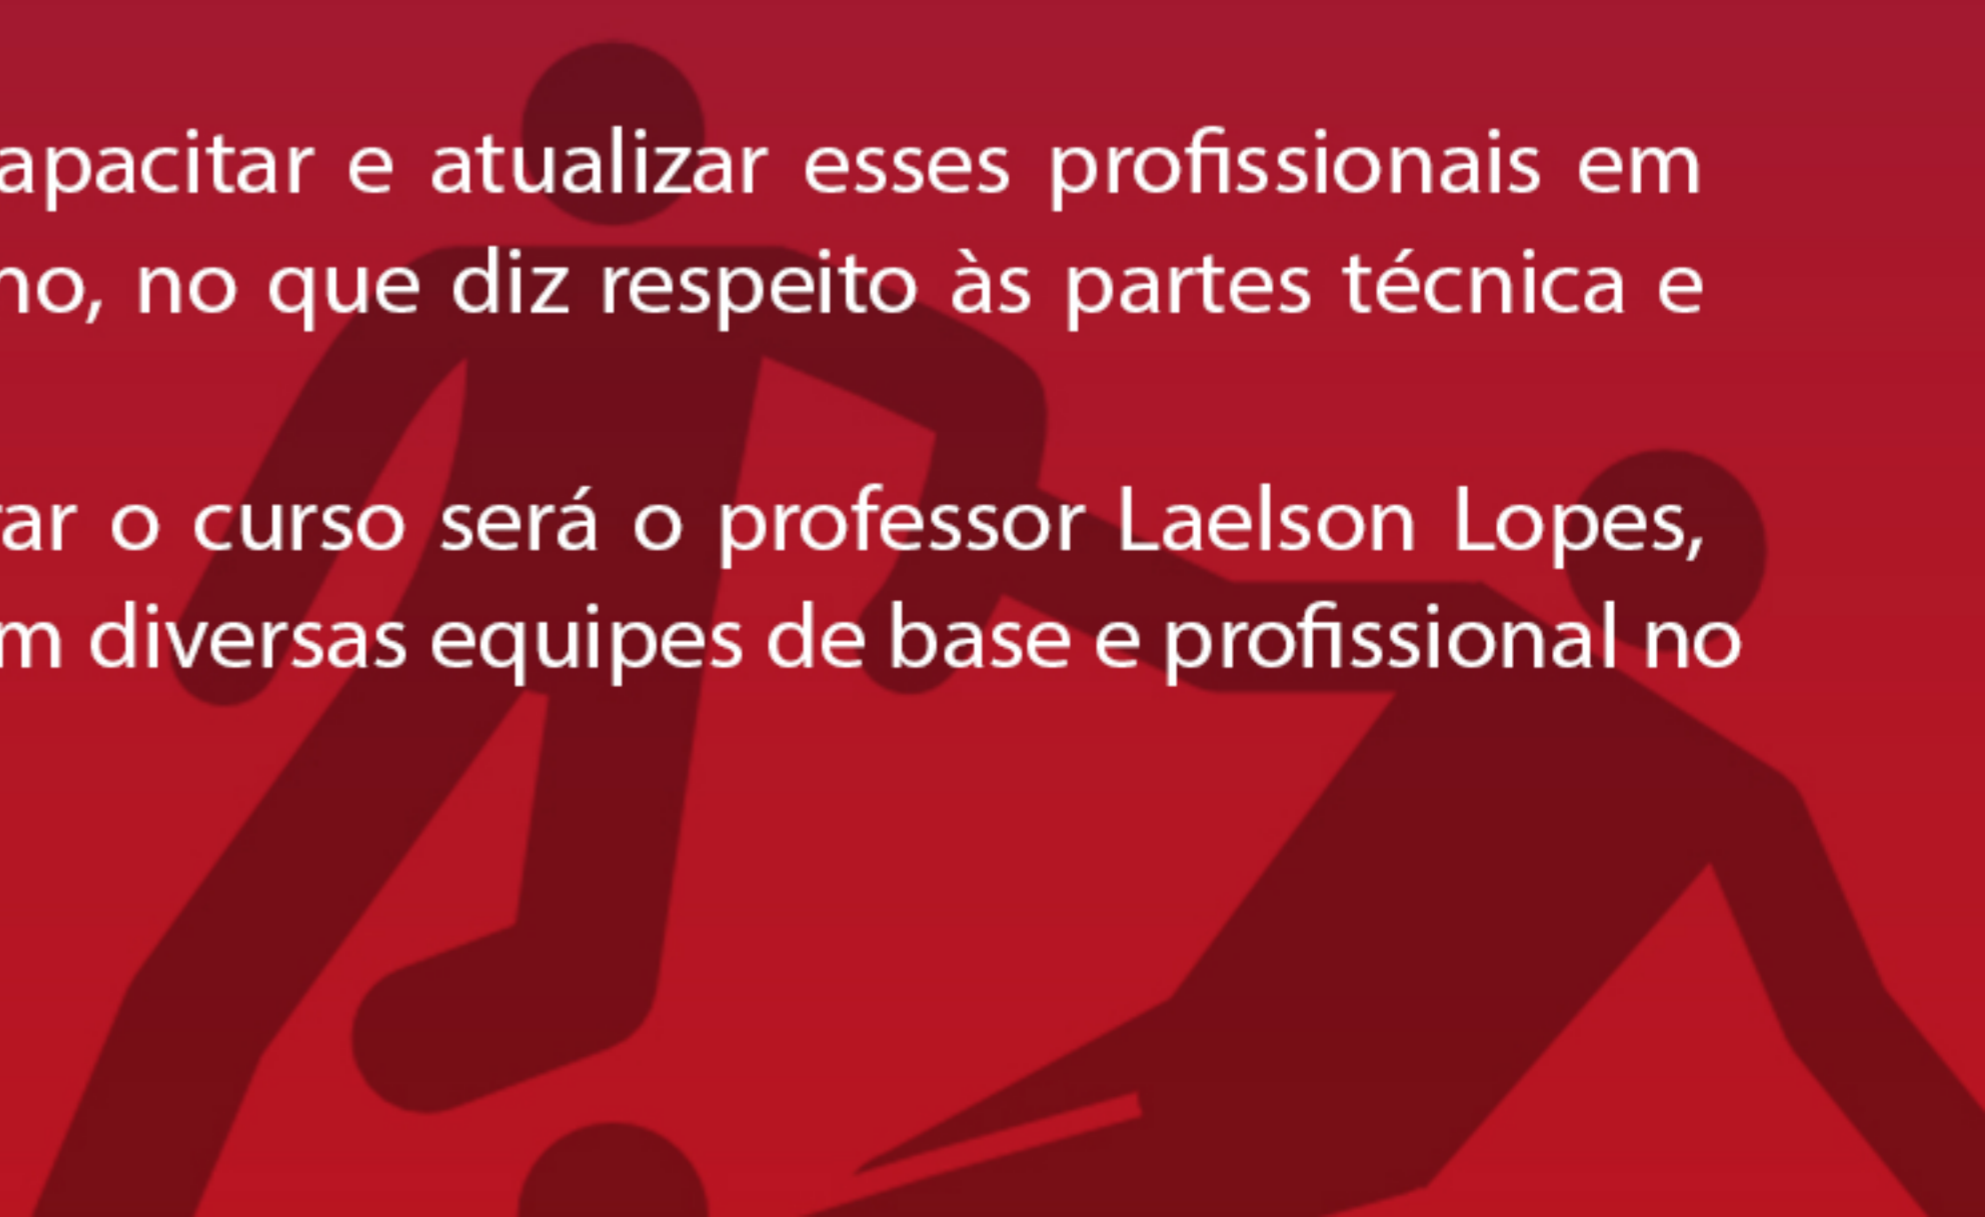 apacitar e atualizar esses profissionais em
no, no que diz respeito às partes técnica e
rar o curso será o professor Laelson Lopes,
m diversas equipes de base e profissional no